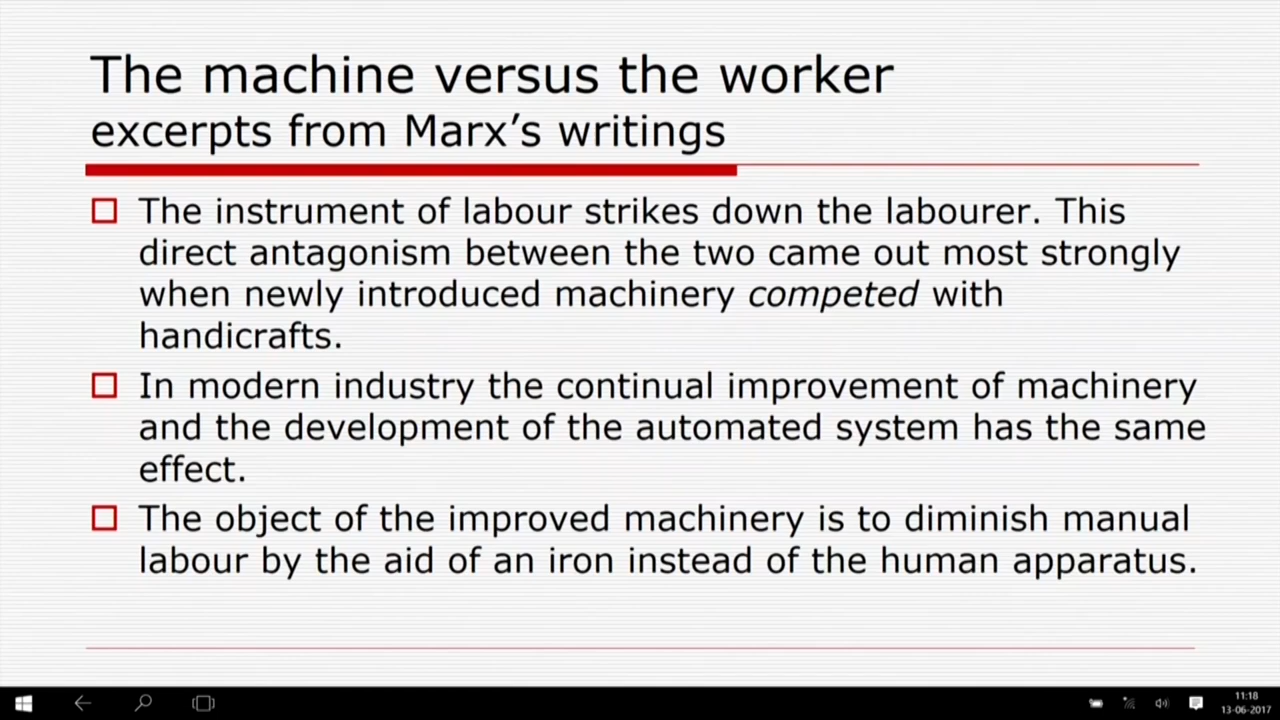 The machine versus the worker
excerpts from Marx’s writings
The instrument of labour strikes down the labourer. This
direct antagonism between the two came out most strongly
when newly introduced machinery competed with
handicrafts.
In modern industry the continual improvement of machinery
and the development of the automated system has the same
effect.
The object of the improved machinery is to diminish manual
labour by the aid of an iron instead of the human apparatus.
11:18
13-06-2017